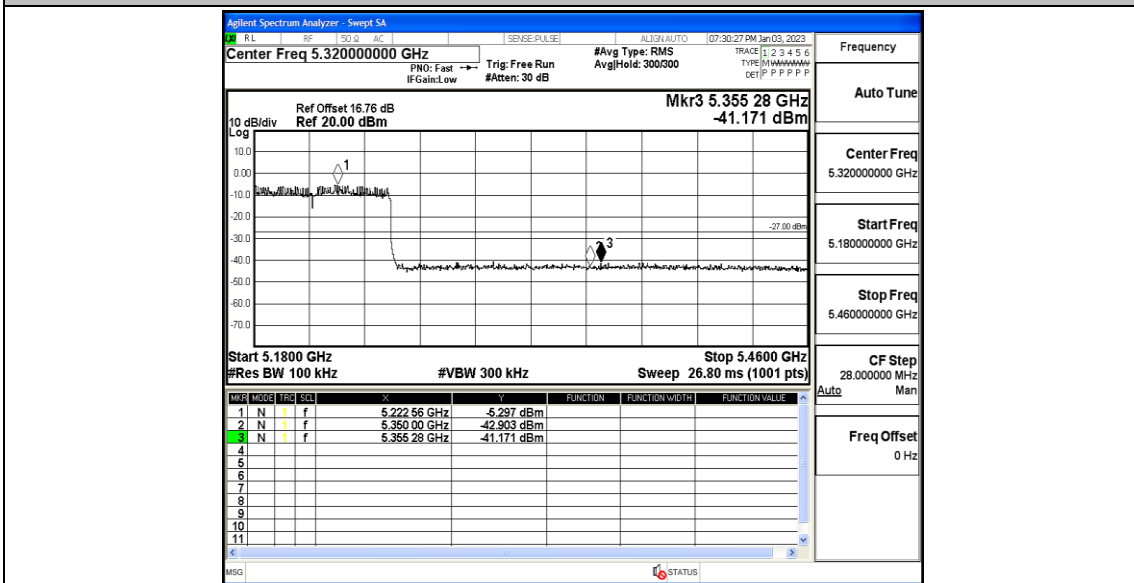 Agilent Spectrum Analyzer - Swept SA
RL RF 50 Ω AC SENSE:PULSE ALIGN AUTO 07:30:27 PM Jan 03, 2023
Center Freq 5.320000000 GHz
PNO: Fast
IFGain:Low
Trig: Free Run
#Atten: 30 dB
#Avg Type: RMS
Avg|Hold: 300/300
TRACE 1 2 3 4 5 6
TYPE M WWWWW
DET P P P P P P
Ref Offset 16.76 dB
10 dB/div Ref 20.00 dBm
Log
Mkr3 5.355 28 GHz
-41.171 dBm
10.0
0.00
-10.0
-20.0
-30.0
-40.0
-50.0
-60.0
-70.0
1
2 3
-27.00 dBm
Start 5.1800 GHz Stop 5.4600 GHz
#Res BW 100 kHz #VBW 300 kHz Sweep 26.80 ms (1001 pts)
MKR MODE TRC SCL X Y FUNCTION FUNCTION WIDTH FUNCTION VALUE
1 N 1 f 5.222 56 GHz -5.297 dBm
2 N 1 f 5.350 00 GHz -42.903 dBm
3 N 1 f 5.355 28 GHz -41.171 dBm
4
5
6
7
8
9
10
11
MSG STATUS
Frequency
Auto Tune
Center Freq
5.320000000 GHz
Start Freq
5.180000000 GHz
Stop Freq
5.460000000 GHz
CF Step
28.000000 MHz
Auto Man
Freq Offset
0 Hz